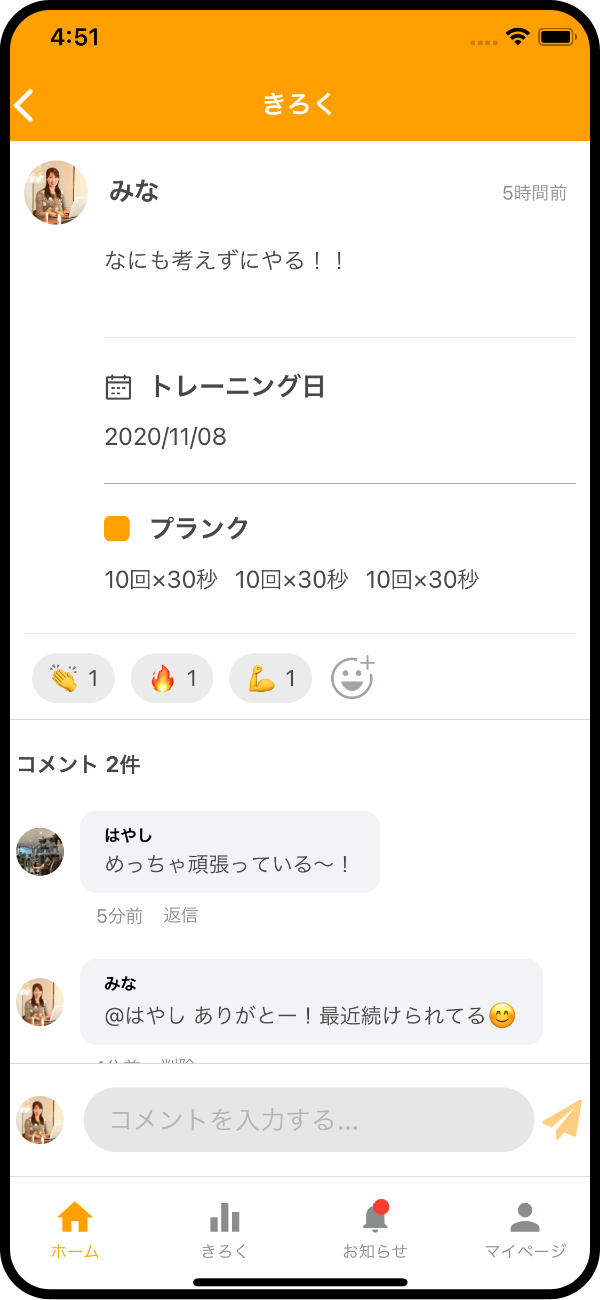 4:51
きろく
みな
5時間前
なにも考えずにやる！！
トレーニング日
2020/11/08
プランク
10回×30秒 10回×30秒 10回×30秒
👏 1 🔥 1 💪 1
コメント 2件
はやし
めっちゃ頑張っている〜！
5分前 返信
みな
@はやし ありがとー！最近続けられてる😊
コメントを入力する...
ホーム きろく お知らせ マイページ